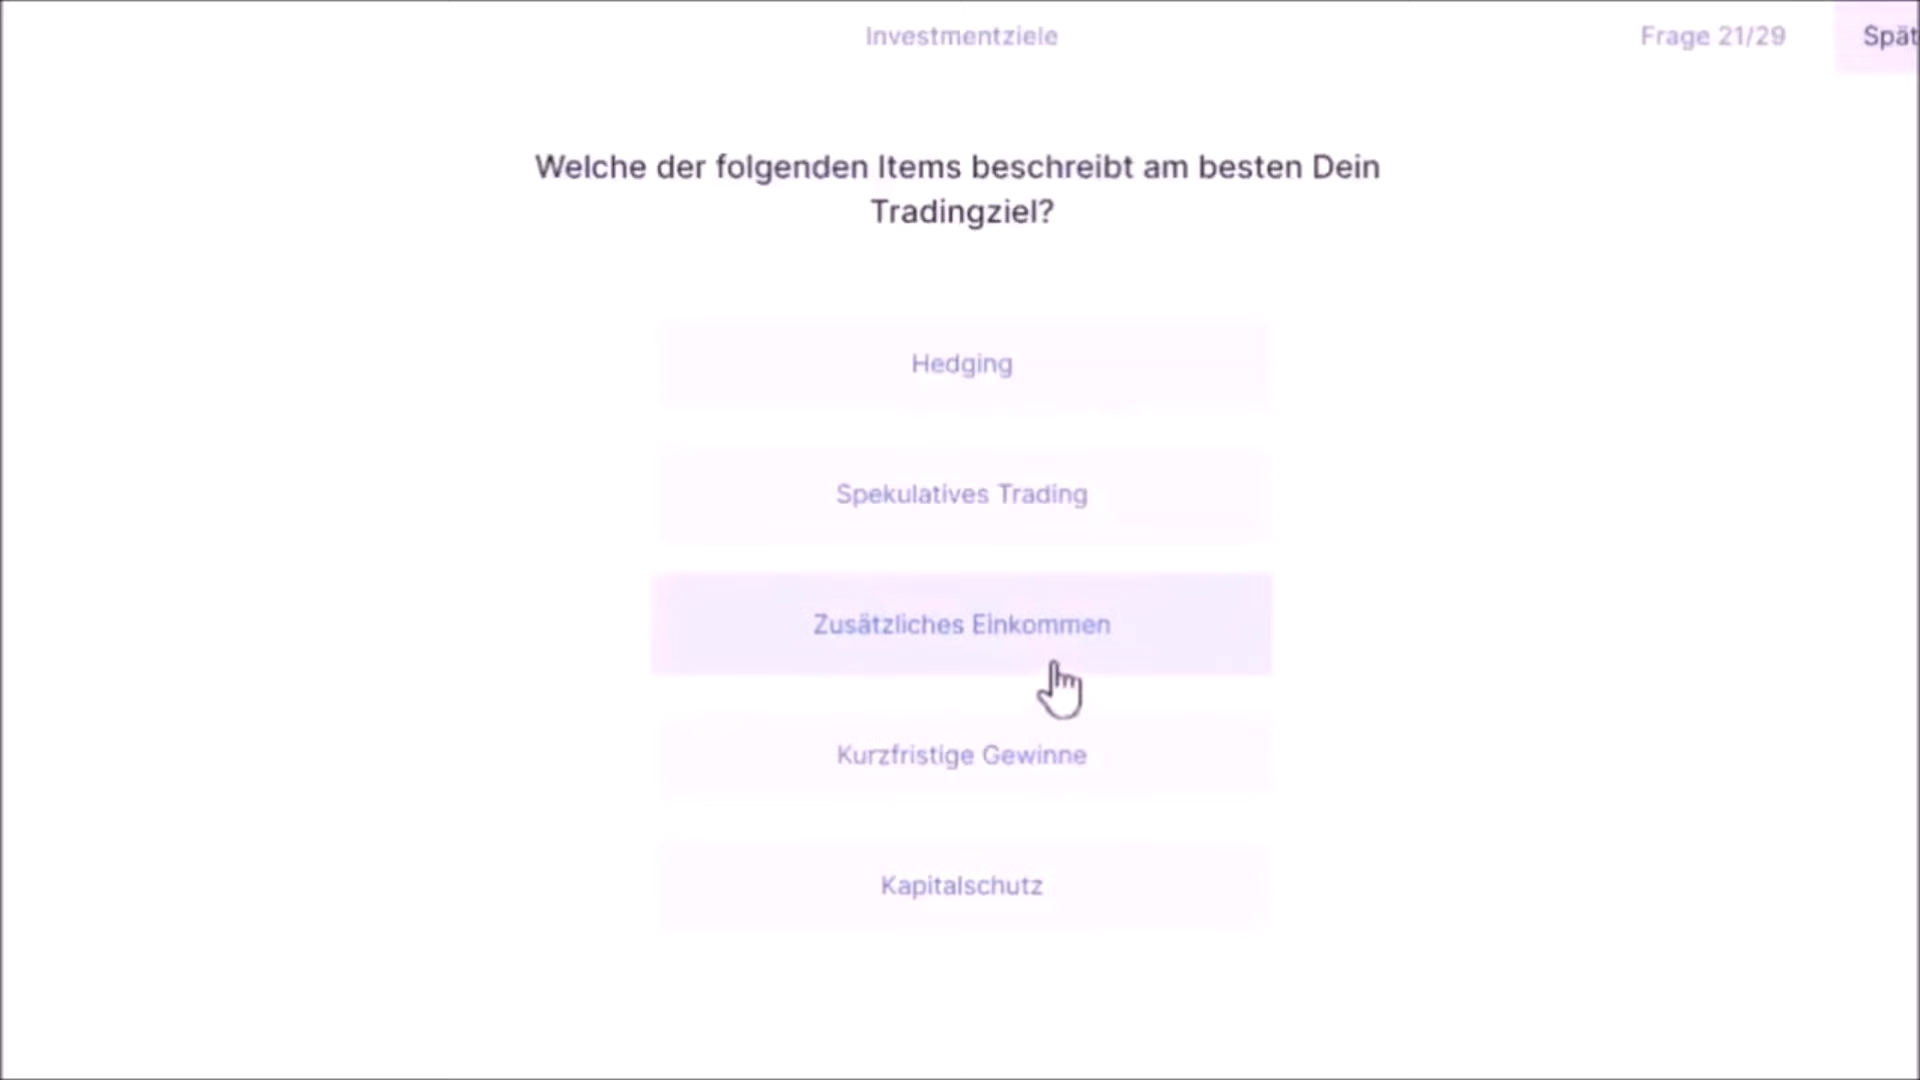 Investmentziele
Frage 21/29
Spät
Welche der folgenden Items beschreibt am besten Dein
Tradingziel?
Hedging
Spekulatives Trading
Zusätzliches Einkommen
Kurzfristige Gewinne
Kapitalschutz